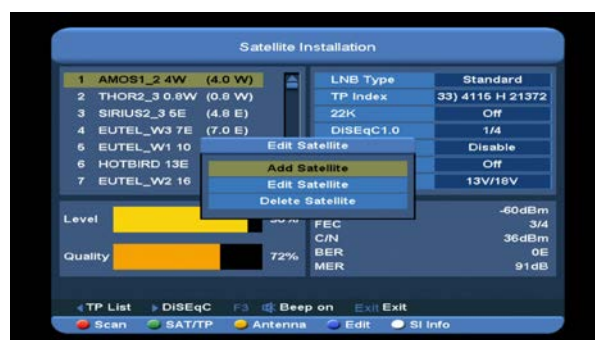 Satellite Installation
1 AMOS1_2 4W (4.0 W)
2 THOR2_3 0.8W (0.8 W)
3 SIRIUS2_3 5E (4.8 E)
4 EUTEL_W3 7E (7.0 E)
5 EUTEL_W1 10
6 HOTBIRD 13E
7 EUTEL_W2 16
LNB Type Standard
TP Index 33) 4115 H 21372
22K Off
DiSEqC1.0 1/4
Disable
Off
13V/18V
Edit Satellite
Add Satellite
Edit Satellite
Delete Satellite
Level
Quality 72%
-60dBm
FEC 3/4
C/N 36dBm
BER 0E
MER 91dB
TP List DiSEqC F3 Beep on Exit Exit
Scan SAT/TP Antenna Edit SI Info